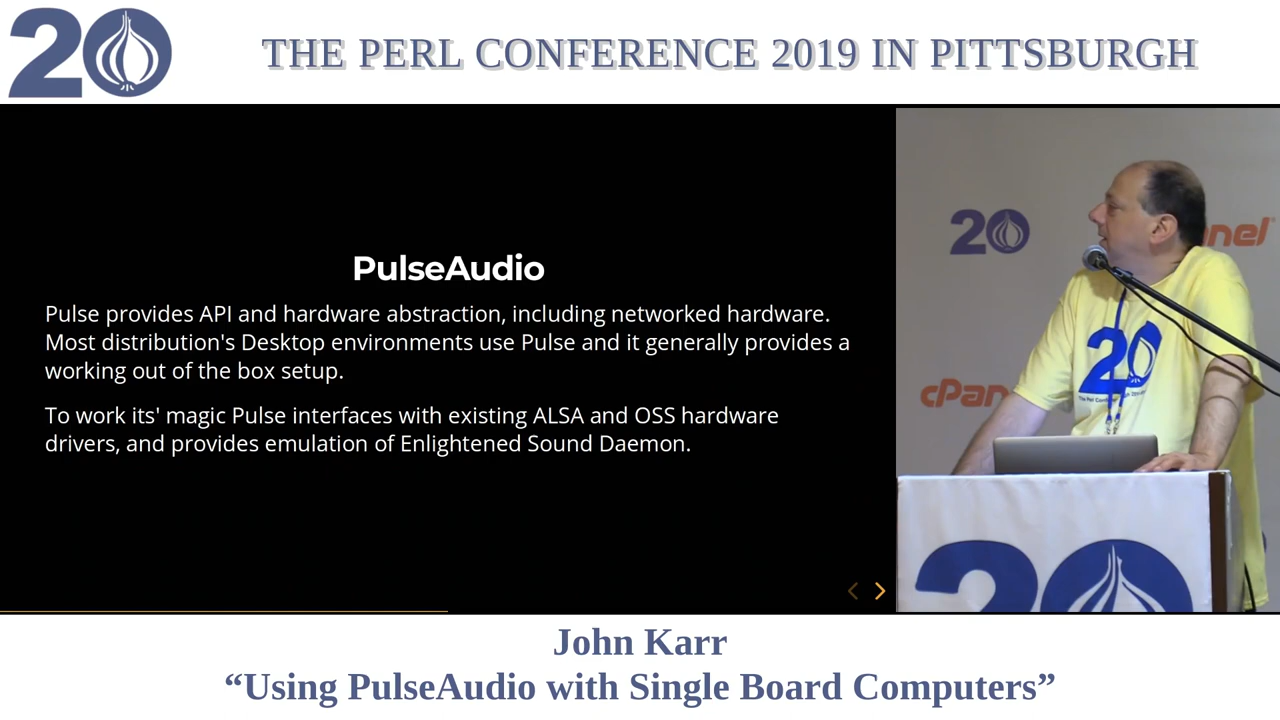 20
THE PERL CONFERENCE 2019 IN PITTSBURGH
PulseAudio
Pulse provides API and hardware abstraction, including networked hardware.
Most distribution's Desktop environments use Pulse and it generally provides a
working out of the box setup.
To work its' magic Pulse interfaces with existing ALSA and OSS hardware
drivers, and provides emulation of Enlightened Sound Daemon.
20
nel
cPan
20
20
John Karr
“Using PulseAudio with Single Board Computers”